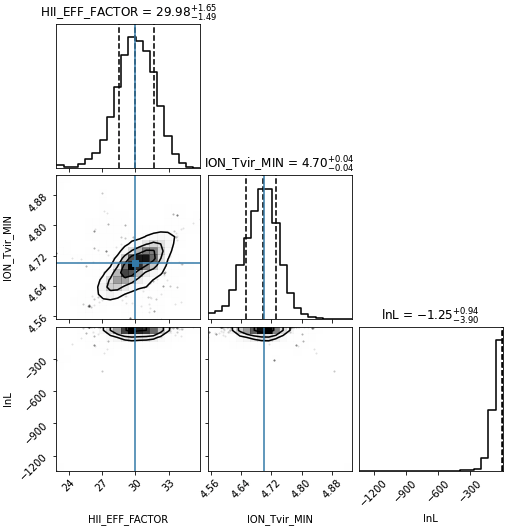 HII_EFF_FACTOR = 29.98+1.65−1.49
ION_Tvir_MIN = 4.70+0.04−0.04
ION_Tvir_MIN
4.88
4.80
4.72
4.64
4.56
lnL = −1.25+0.94−3.90
lnL
−300
−600
−900
−1200
24 27 30 33
4.56 4.64 4.72 4.80 4.88
−1200 −900 −600 −300
HII_EFF_FACTOR
ION_Tvir_MIN
lnL